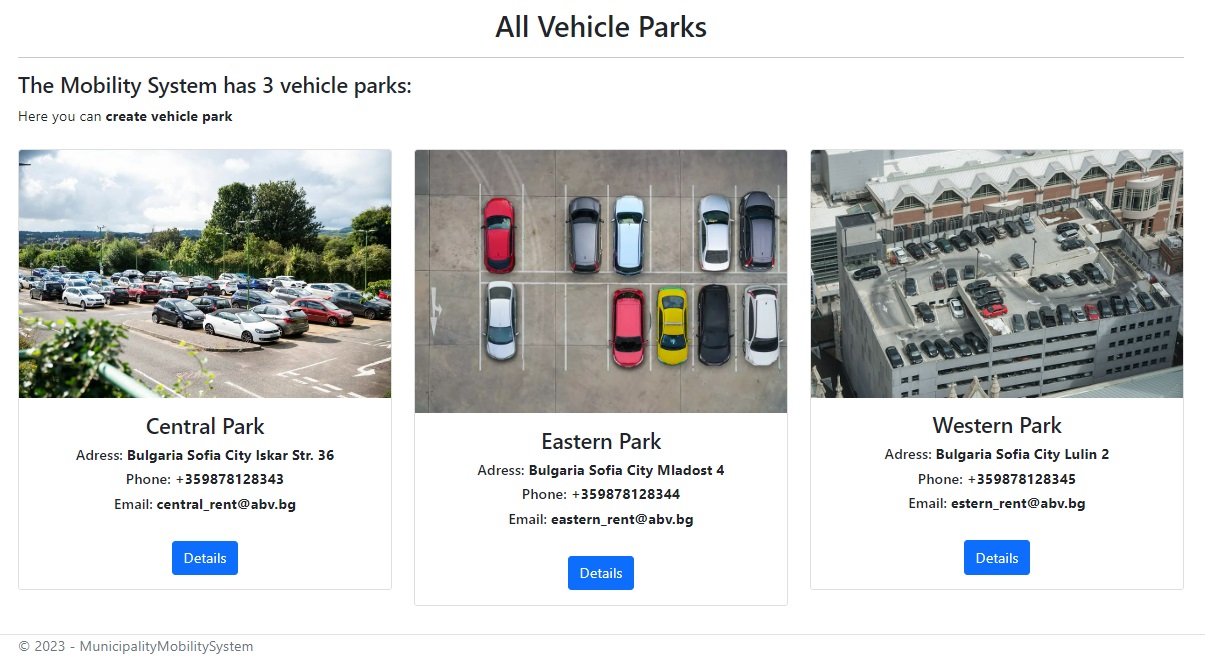 All Vehicle Parks
The Mobility System has 3 vehicle parks:
Here you can create vehicle park
Central Park
Adress: Bulgaria Sofia City Iskar Str. 36
Phone: +359878128343
Email: central_rent@abv.bg
Details
Eastern Park
Adress: Bulgaria Sofia City Mladost 4
Phone: +359878128344
Email: eastern_rent@abv.bg
Details
Western Park
Adress: Bulgaria Sofia City Lulin 2
Phone: +359878128345
Email: estern_rent@abv.bg
Details
© 2023 - MunicipalityMobilitySystem